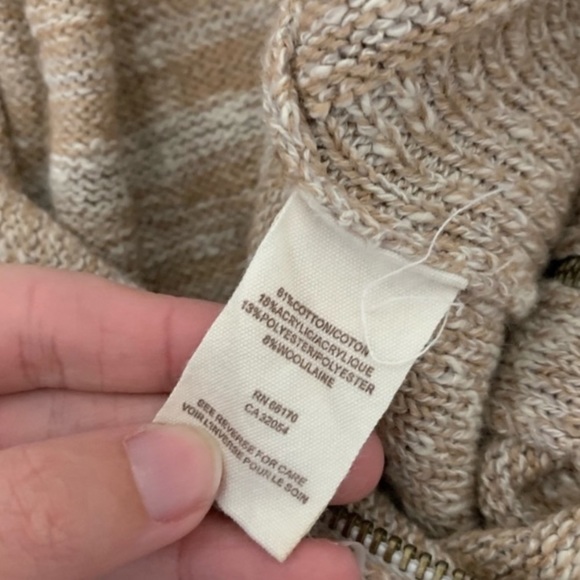 61%COTTON/COTON
18%ACRYLIC/ACRYLIQUE
13%POLYESTER/POLYESTER
8%WOOL/LAINE
RN 66170
CA 32054
SEE REVERSE FOR CARE
VOIR L'INVERSE POUR LE SOIN